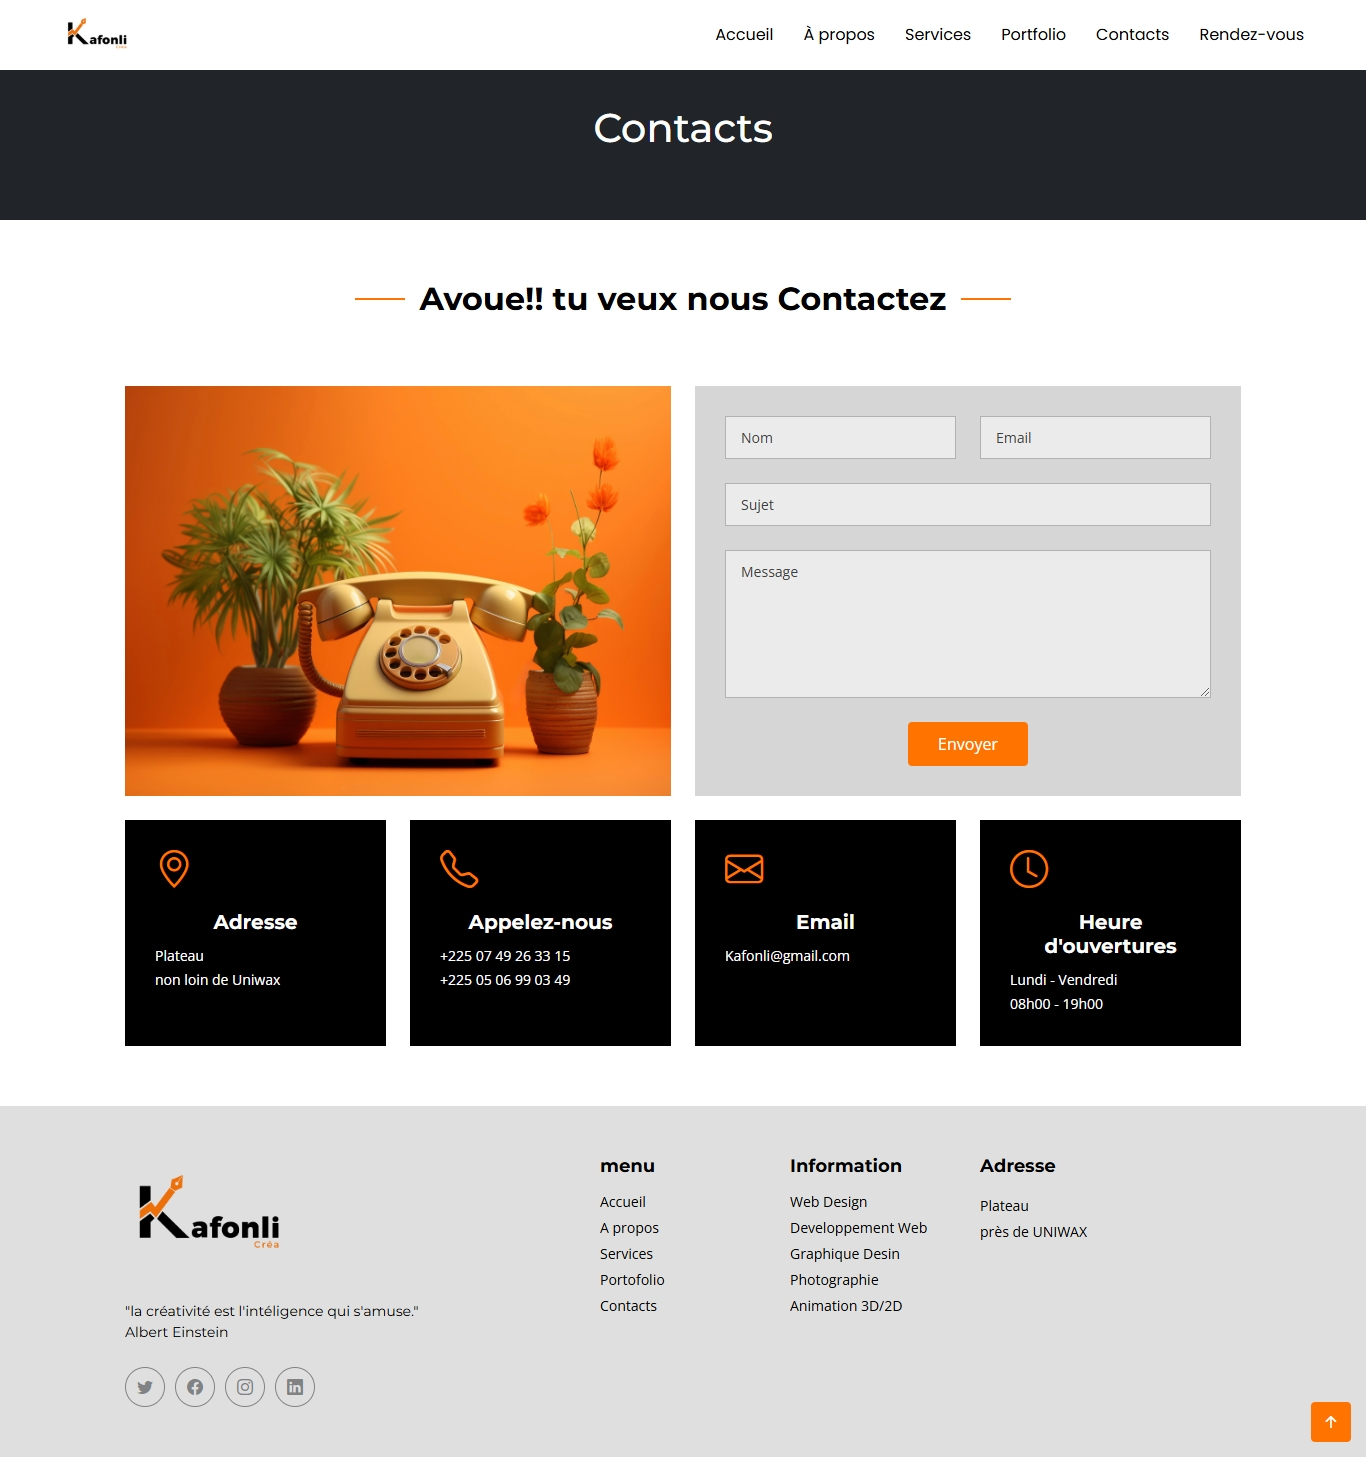 Kafonli
Créa
Accueil À propos Services Portfolio Contacts Rendez-vous
Contacts
Avoue!! tu veux nous Contactez
Nom Email
Sujet
Message
Envoyer
Adresse
Plateau
non loin de Uniwax
Appelez-nous
+225 07 49 26 33 15
+225 05 06 99 03 49
Email
Kafonli@gmail.com
Heure
d'ouvertures
Lundi - Vendredi
08h00 - 19h00
Kafonli
Créa
"la créativité est l'intéligence qui s'amuse."
Albert Einstein
menu
Accueil
A propos
Services
Portofolio
Contacts
Information
Web Design
Developpement Web
Graphique Desin
Photographie
Animation 3D/2D
Adresse
Plateau
près de UNIWAX